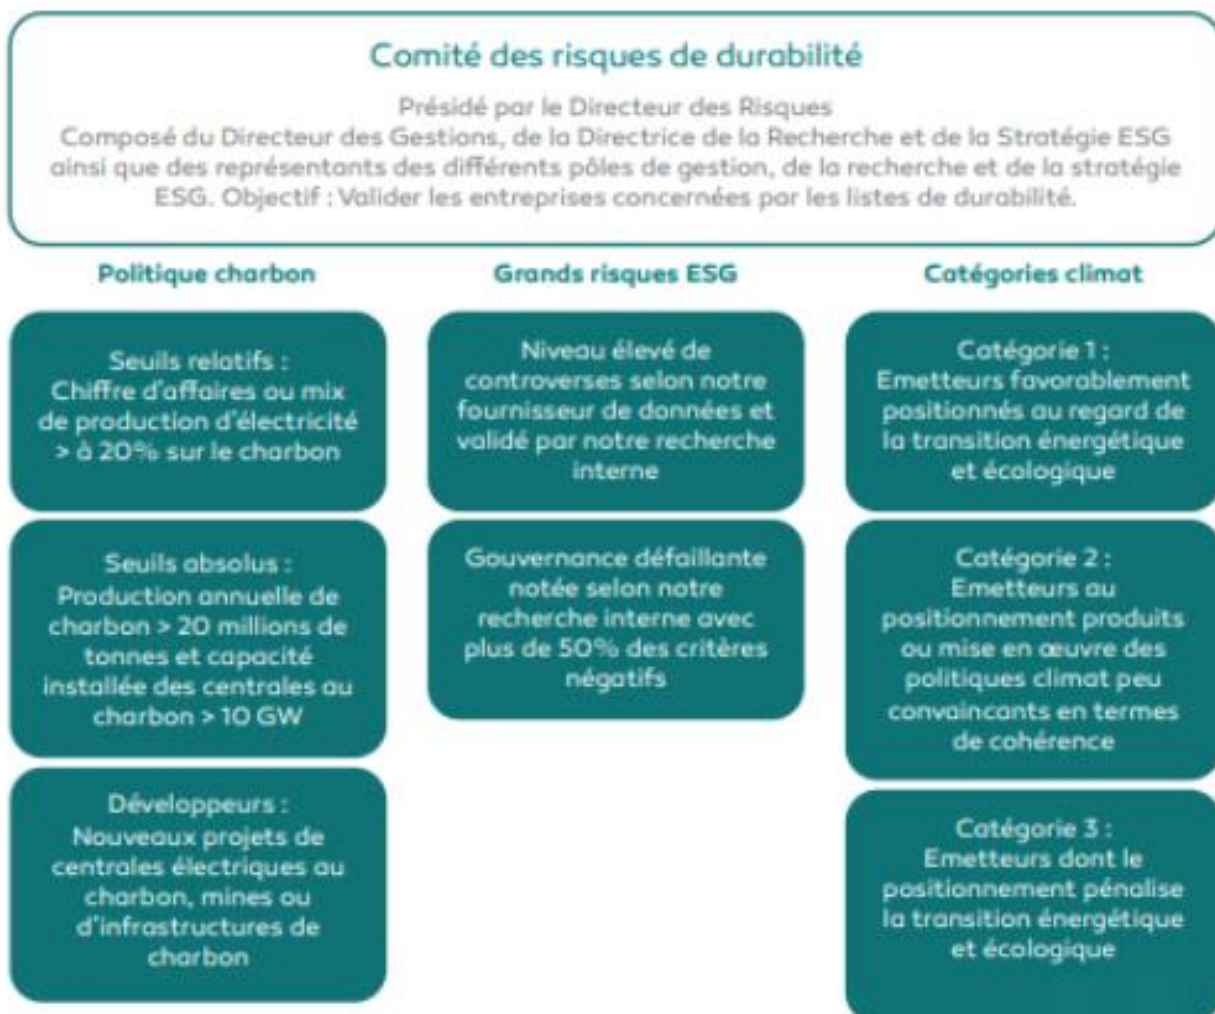 Comité des risques de durabilité
Présidé par le Directeur des Risques
Composé du Directeur des Gestions, de la Directrice de la Recherche et de la Stratégie ESG
ainsi que des représentants des différents pôles de gestion, de la recherche et de la stratégie
ESG. Objectif : Valider les entreprises concernées par les listes de durabilité.
Politique charbon
Seuils relatifs :
Chiffre d'affaires ou mix
de production d'électricité
> à 20% sur le charbon
Seuils absolus :
Production annuelle de
charbon > 20 millions de
tonnes et capacité
installée des centrales au
charbon > 10 GW
Développeurs :
Nouveaux projets de
centrales électriques au
charbon, mines ou
d'infrastructures de
charbon
Grands risques ESG
Niveau élevé de
controverses selon notre
fournisseur de données et
validé par notre recherche
interne
Gouvernance défaillante
notée selon notre
recherche interne avec
plus de 50% des critères
négatifs
Catégories climat
Catégorie 1 :
Emetteurs favorablement
positionnés au regard de
la transition énergétique
et écologique
Catégorie 2 :
Emetteurs au
positionnement produits
ou mise en œuvre des
politiques climat peu
convaincants en termes
de cohérence
Catégorie 3 :
Emetteurs dont le
positionnement pénalise
la transition énergétique
et écologique